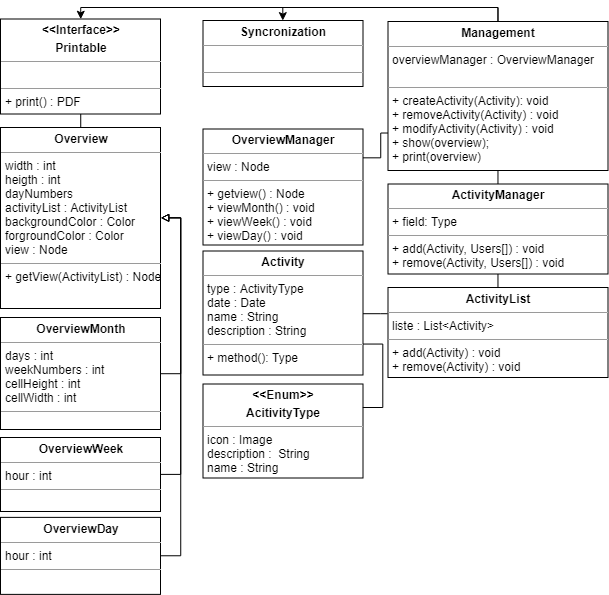 <<Interface>>
Printable
+ print() : PDF
Syncronization
Management
overviewManager : OverviewManager
+ createActivity(Activity): void
+ removeActivity(Activity) : void
+ modifyActivity(Activity) : void
+ show(overview);
+ print(overview)
Overview
width : int
heigth : int
dayNumbers
activityList : ActivityList
backgroundColor : Color
forgroundColor : Color
view : Node
+ getView(ActivityList) : Node
OverviewManager
view : Node
+ getview() : Node
+ viewMonth() : void
+ viewWeek() : void
+ viewDay() : void
ActivityManager
+ field: Type
+ add(Activity, Users[]) : void
+ remove(Activity, Users[]) : void
Activity
type : ActivityType
date : Date
name : String
description : String
+ method(): Type
ActivityList
liste : List<Activity>
+ add(Activity) : void
+ remove(Activity) : void
OverviewMonth
days : int
weekNumbers : int
cellHeight : int
cellWidth : int
<<Enum>>
AcitivityType
icon : Image
description :  String
name : String
OverviewWeek
hour : int
OverviewDay
hour : int